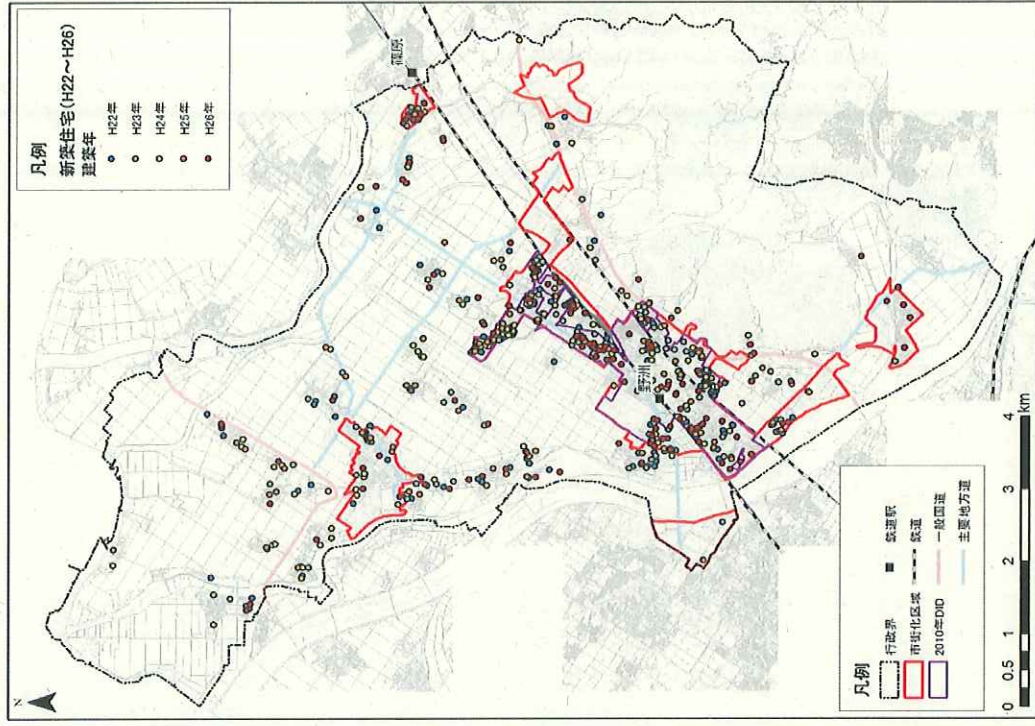 凡例
新築住宅(H22～H26)
建築年
H22年
H23年
H24年
H25年
H26年
篠原
野洲
凡例
行政界
市街化区域
2010年DID
鉄道駅
鉄道
一般国道
主要地方道
N
0 0.5 1 2 3 4
km